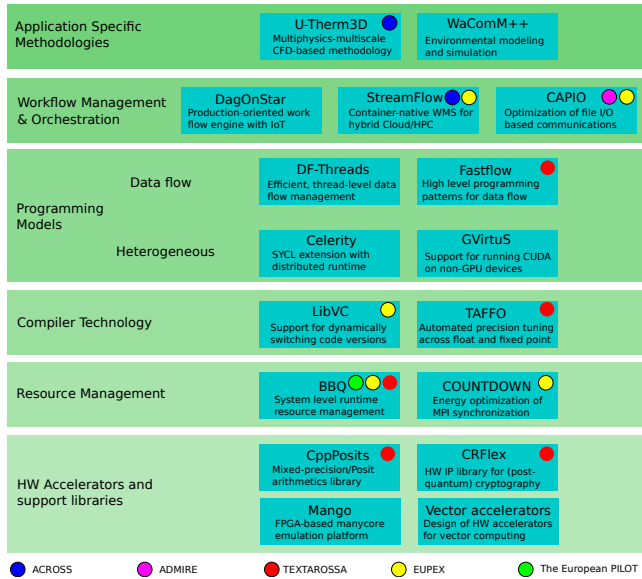 Application Specific
Methodologies
U-Therm3D
Multiphysics-multiscale
CFD-based methodology
WaComM++
Environmental modeling
and simulation
Workflow Management
& Orchestration
DagOnStar
Production-oriented work
flow engine with IoT
StreamFlow
Container-native WMS for
hybrid Cloud/HPC
CAPIO
Optimization of file I/O
based communications
Programming
Models
Data flow
DF-Threads
Efficient, thread-level data
flow management
Fastflow
High level programming
patterns for data flow
Heterogeneous
Celerity
SYCL extension with
distributed runtime
GVirtuS
Support for running CUDA
on non-GPU devices
Compiler Technology
LibVC
Support for dynamically
switching code versions
TAFFO
Automated precision tuning
across float and fixed point
Resource Management
BBQ
System level runtime
resource management
COUNTDOWN
Energy optimization of
MPI synchronization
HW Accelerators and
support libraries
CppPosits
Mixed-precision/Posit
arithmetics library
CRFlex
HW IP library for (post-
quantum) cryptography
Mango
FPGA-based manycore
emulation platform
Vector accelerators
Design of HW accelerators
for vector computing
ACROSS
ADMIRE
TEXTAROSSA
EUPEX
The European PILOT